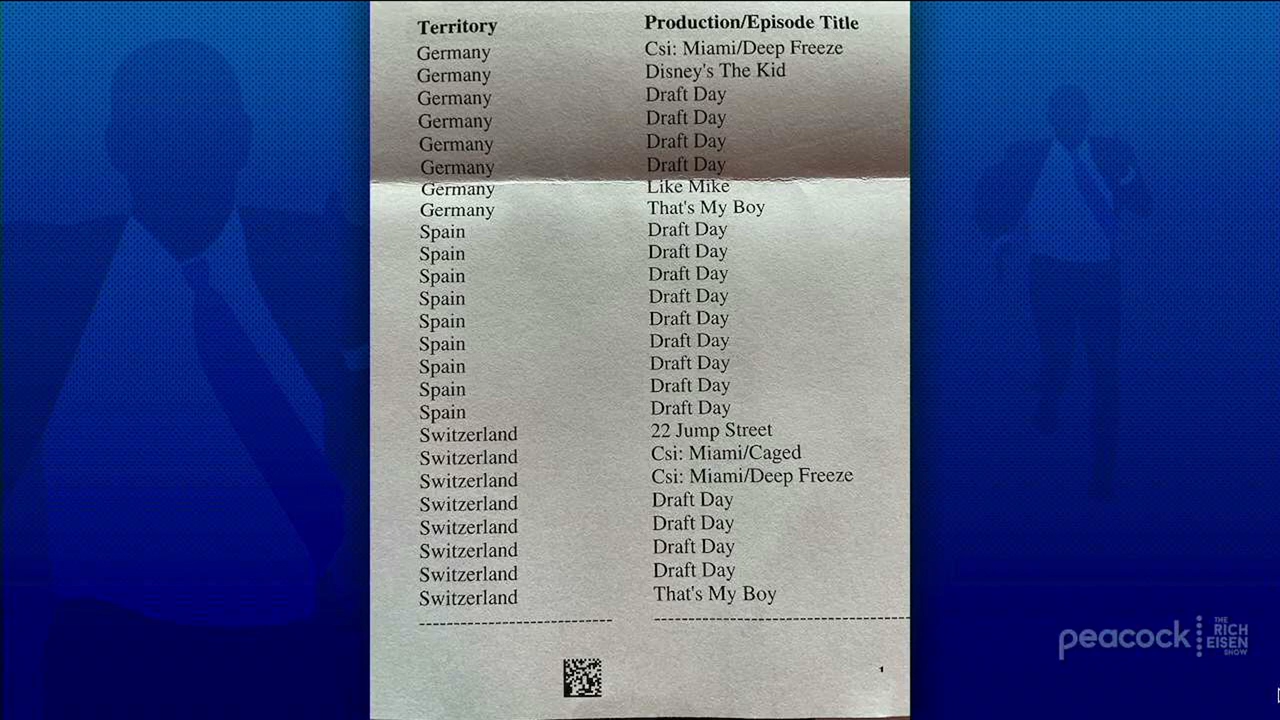 Territory Production/Episode Title
Germany Csi: Miami/Deep Freeze
Germany Disney's The Kid
Germany Draft Day
Germany Draft Day
Germany Draft Day
Germany Draft Day
Germany Like Mike
Germany That's My Boy
Spain Draft Day
Spain Draft Day
Spain Draft Day
Spain Draft Day
Spain Draft Day
Spain Draft Day
Spain Draft Day
Spain Draft Day
Spain Draft Day
Switzerland 22 Jump Street
Switzerland Csi: Miami/Caged
Switzerland Csi: Miami/Deep Freeze
Switzerland Draft Day
Switzerland Draft Day
Switzerland Draft Day
Switzerland Draft Day
Switzerland That's My Boy
1
peacock THE RICH EISEN SHOW